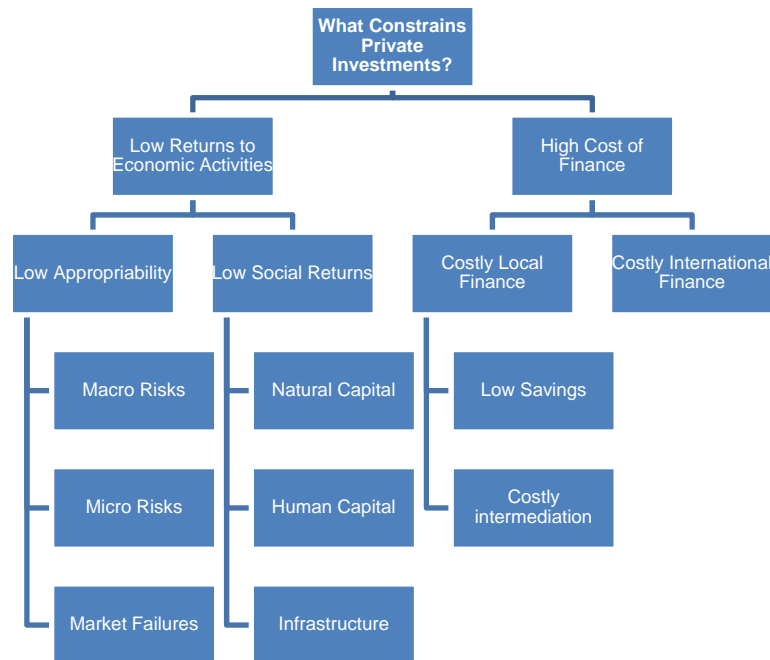 What Constrains
Private
Investments?
Low Returns to
Economic Activities
High Cost of
Finance
Low Appropriability
Low Social Returns
Costly Local
Finance
Costly International
Finance
Macro Risks
Natural Capital
Low Savings
Micro Risks
Human Capital
Costly
intermediation
Market Failures
Infrastructure